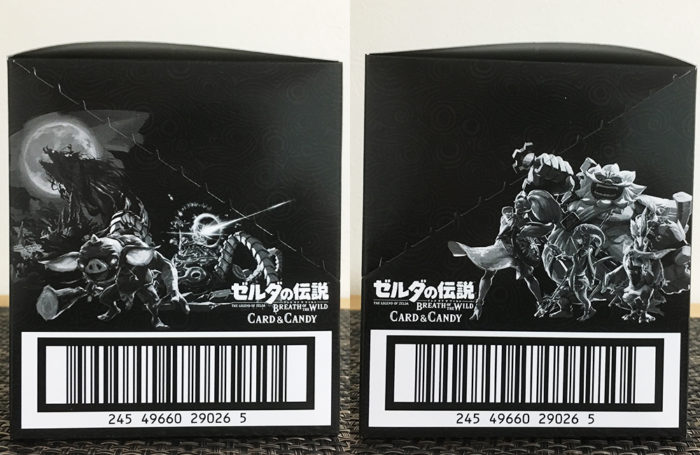 ゼルダの伝説
THE LEGEND OF ZELDA
BREATH OF THE WILD
CARD & CANDY
245 49660 29026 5
ゼルダの伝説
THE LEGEND OF ZELDA
BREATH OF THE WILD
CARD & CANDY
245 49660 29026 5